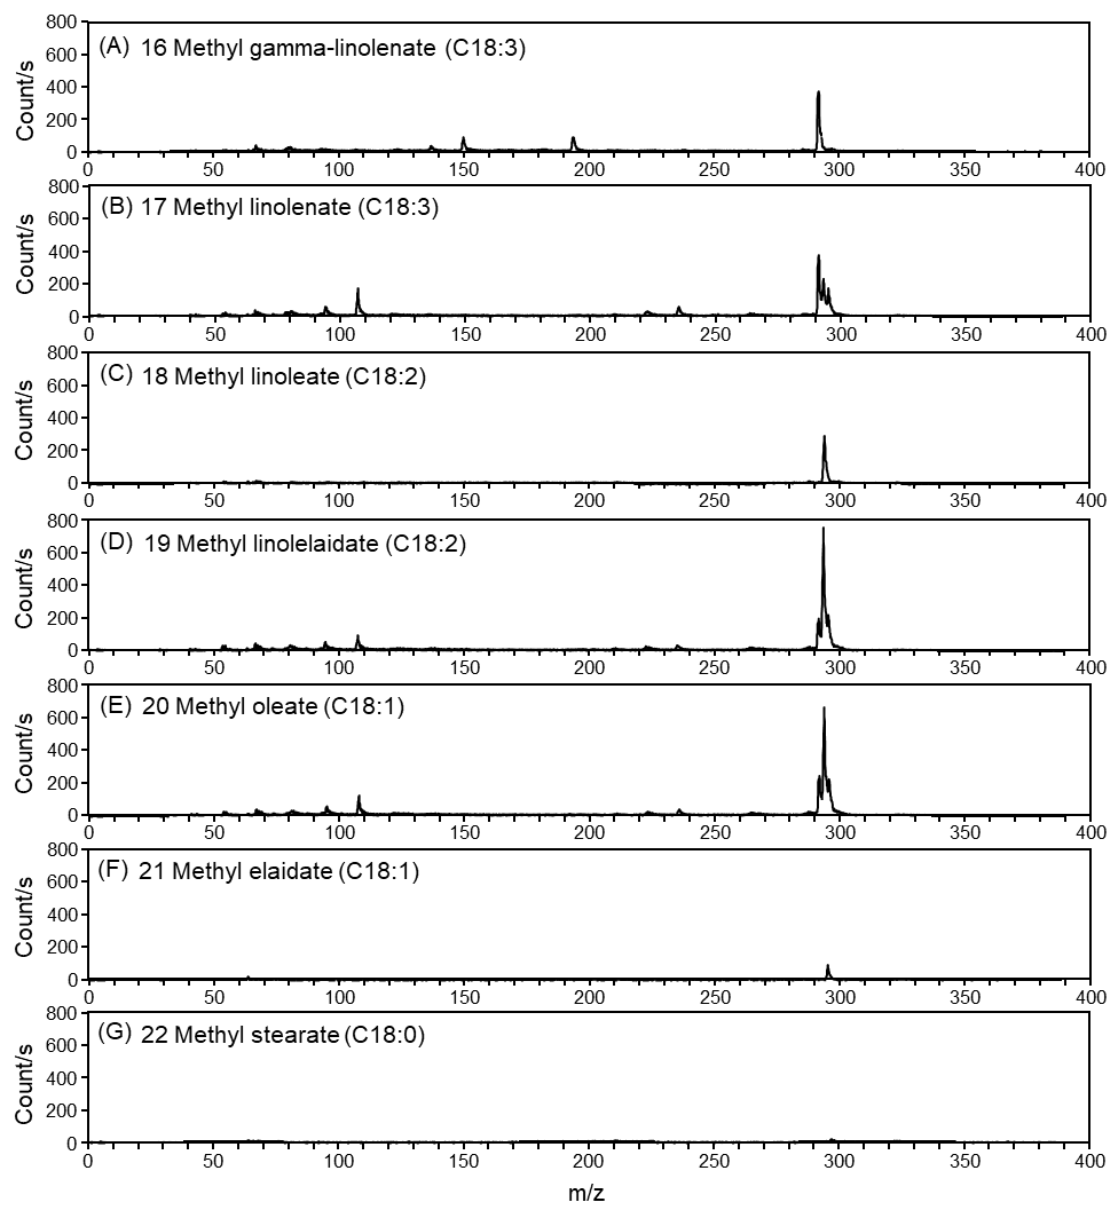 (A) 16 Methyl gamma-linolenate (C18:3)
Count/s
800
600
400
200
0
0 50 100 150 200 250 300 350 400
(B) 17 Methyl linolenate (C18:3)
Count/s
800
600
400
200
0
0 50 100 150 200 250 300 350 400
(C) 18 Methyl linoleate (C18:2)
Count/s
800
600
400
200
0
0 50 100 150 200 250 300 350 400
(D) 19 Methyl linolelaidate (C18:2)
Count/s
800
600
400
200
0
0 50 100 150 200 250 300 350 400
(E) 20 Methyl oleate (C18:1)
Count/s
800
600
400
200
0
0 50 100 150 200 250 300 350 400
(F) 21 Methyl elaidate (C18:1)
Count/s
800
600
400
200
0
0 50 100 150 200 250 300 350 400
(G) 22 Methyl stearate (C18:0)
Count/s
800
600
400
200
0
0 50 100 150 200 250 300 350 400
m/z